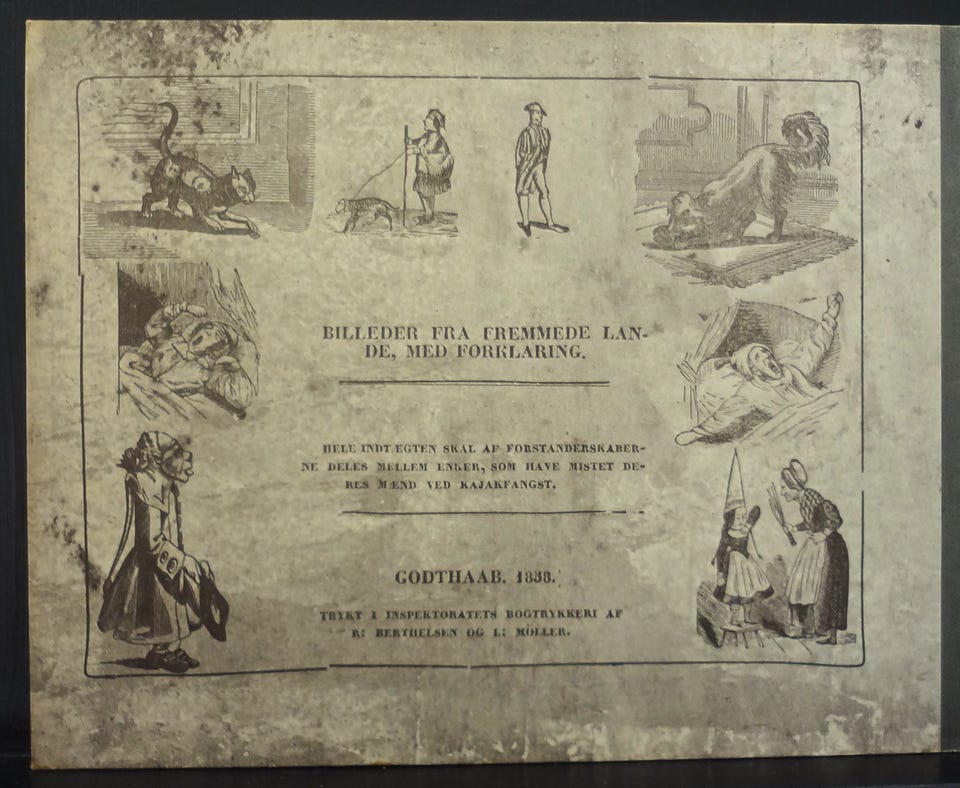 BILLEDER FRA FREMMEDE LAN-
DE, MED FORKLARING.
HELE INDTÆGTEN SKAL AF FORSTANDERSKABER-
NE DELES MELLEM ENKER, SOM HAVE MISTET DE-
RES MÆND VED KAJAKFANGST.
GODTHAAB. 1858.
TRYKT I INSPEKTORATETS BOGTRYKKERI AF
R: BERTHELSEN OG L: MÖLLER.